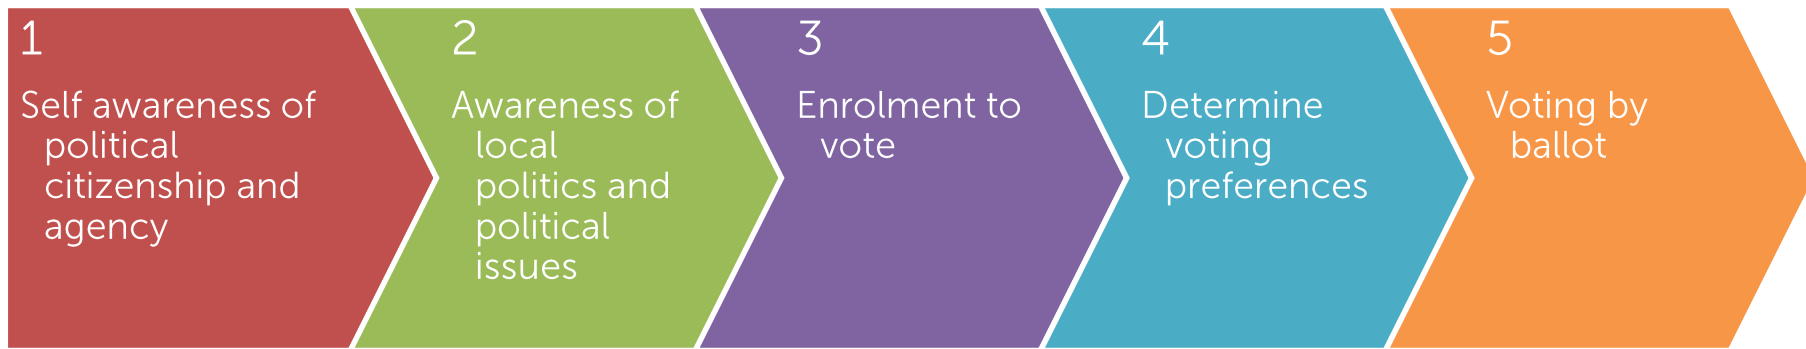 1
Self awareness of
political
citizenship and
agency
2
Awareness of
local
politics and
political
issues
3
Enrolment to
vote
4
Determine
voting
preferences
5
Voting by
ballot